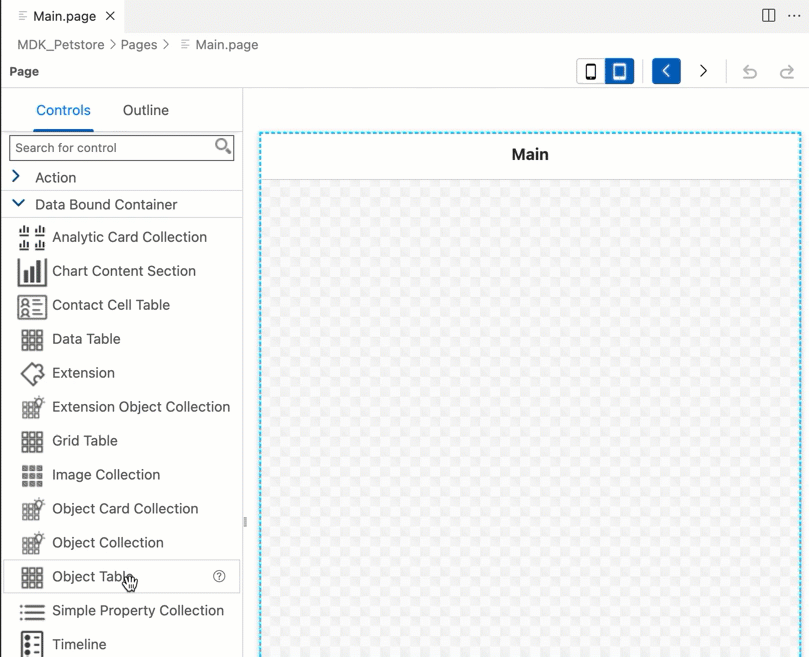 Main.page
MDK_Petstore > Pages > Main.page
Page
Controls Outline
Search for control
Action
Data Bound Container
Analytic Card Collection
Chart Content Section
Contact Cell Table
Data Table
Extension
Extension Object Collection
Grid Table
Image Collection
Object Card Collection
Object Collection
Object Table
Simple Property Collection
Timeline
Main